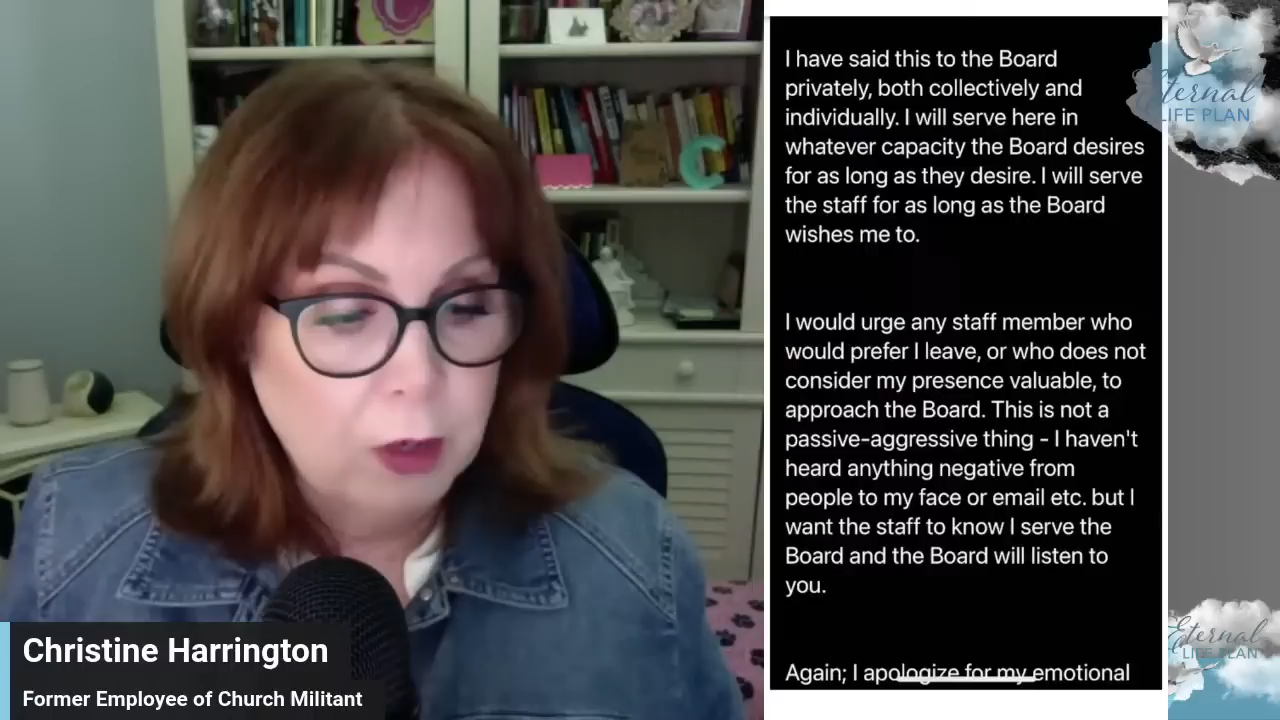 I have said this to the Board
privately, both collectively and
individually. I will serve here in
whatever capacity the Board desires
for as long as they desire. I will serve
the staff for as long as the Board
wishes me to.
I would urge any staff member who
would prefer I leave, or who does not
consider my presence valuable, to
approach the Board. This is not a
passive-aggressive thing - I haven't
heard anything negative from
people to my face or email etc. but I
want the staff to know I serve the
Board and the Board will listen to
you.
Again; I apologize for my emotional
Eternal
LIFE PLAN
Eternal
LIFE PLAN
Christine Harrington
Former Employee of Church Militant